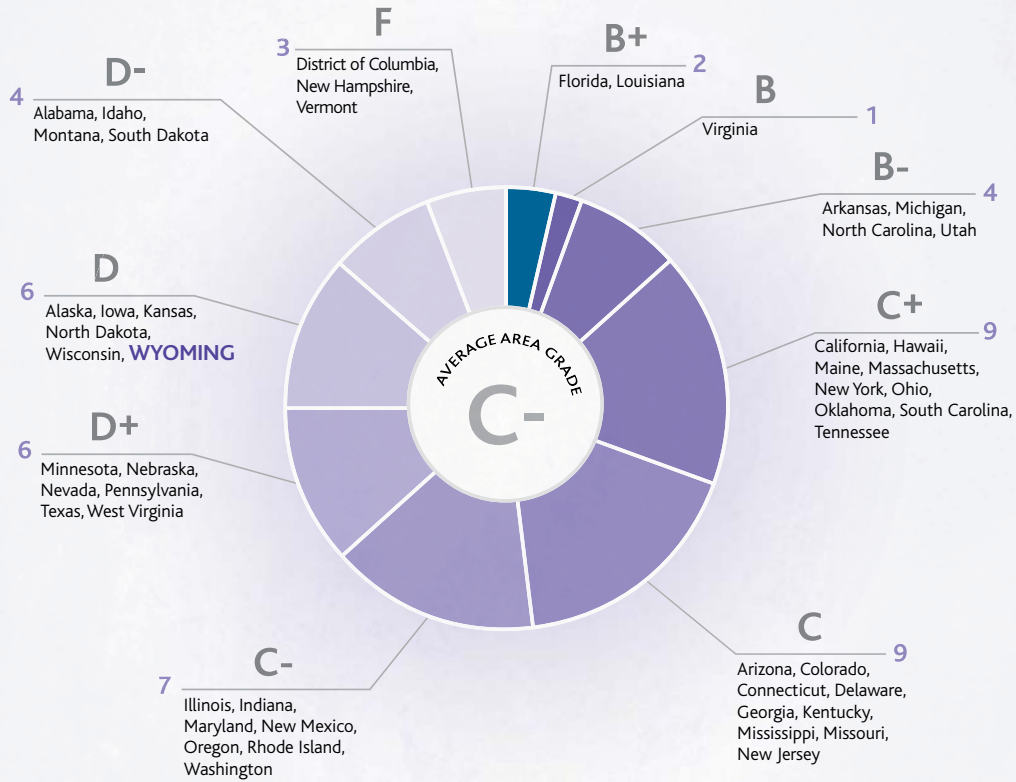 F
3
District of Columbia,
New Hampshire,
Vermont
B+
2
Florida, Louisiana
B
1
Virginia
B-
4
Arkansas, Michigan,
North Carolina, Utah
C+
9
California, Hawaii,
Maine, Massachusetts,
New York, Ohio,
Oklahoma, South Carolina,
Tennessee
C
9
Arizona, Colorado,
Connecticut, Delaware,
Georgia, Kentucky,
Mississippi, Missouri,
New Jersey
C-
7
Illinois, Indiana,
Maryland, New Mexico,
Oregon, Rhode Island,
Washington
D+
6
Minnesota, Nebraska,
Nevada, Pennsylvania,
Texas, West Virginia
D
6
Alaska, Iowa, Kansas,
North Dakota,
Wisconsin, WYOMING
D-
4
Alabama, Idaho,
Montana, South Dakota
AVERAGE AREA GRADE
C-